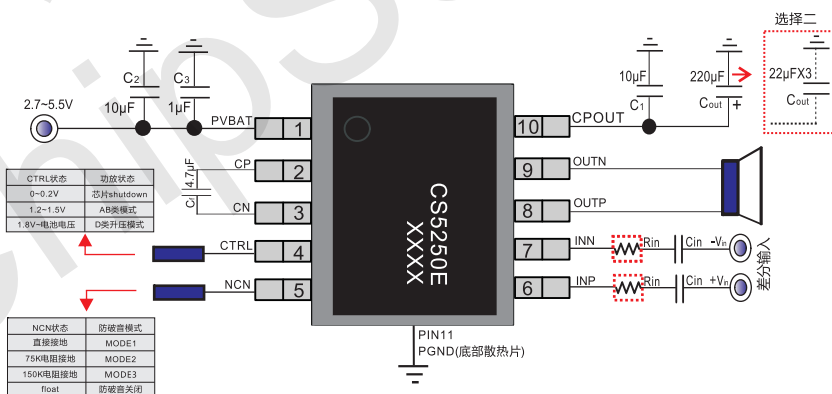 选择二
C2
10μF
C3
1μF
2.7~5.5V
PVBAT
1
10μF
C1
220μF
Cout
+
22μFX3
Cout
10
CPOUT
CTRL状态 功放状态
0~0.2V 芯片shutdown
1.2~1.5V AB类模式
1.8V~电池电压 D类升压模式
CP
2
Cf
4.7μF
CN
3
CTRL
4
NCN
5
CS5250E
XXXX
9
OUTN
8
OUTP
7
INN
Rin
Cin
-Vin
6
INP
Rin
Cin
+Vin
差分输入
NCN状态 防破音模式
直接接地 MODE1
75K电阻接地 MODE2
150K电阻接地 MODE3
float 防破音关闭
PIN11
PGND(底部散热片)